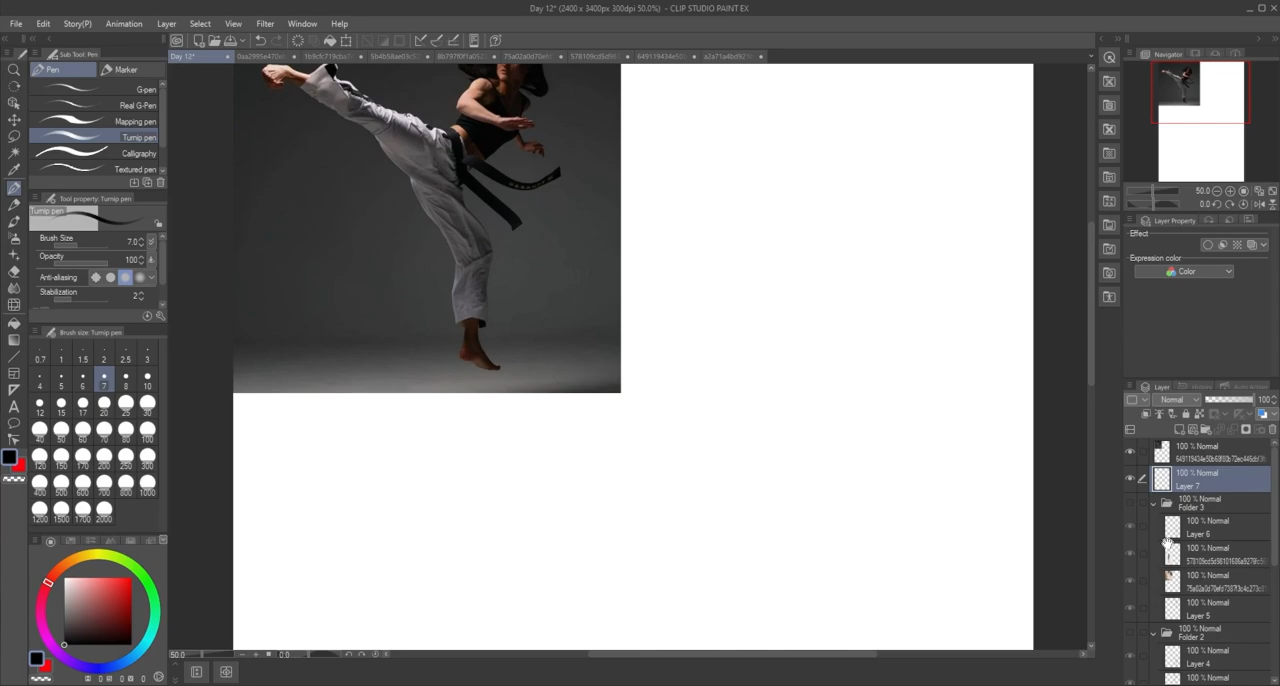 Day 12* (2400 x 3400px 300dpi 50.0%) - CLIP STUDIO PAINT EX
File Edit Story(P) Animation Layer Select View Filter Window Help
Sub Tool: Pen
Pen Marker
G-pen
Real G-Pen
Mapping pen
Turnip pen
Calligraphy
Textured pen
Tool property: Turnip pen
Turnip pen
Brush Size 7.0
Opacity 100
Anti-aliasing
Stabilization 2
Brush size: Turnip pen
0.7 1 1.5 2 2.5 3
4 5 6 7 8 10
12 15 17 20 25 30
40 50 60 70 80 100
120 150 170 200 250 300
400 500 600 700 800 1000
1200 1500 1700 2000
0 0 0
Day 12*
50.0
0.0
Navigator
50.0
0.0
Layer Property
Effect
Expression color
Color
Layer
Normal 100
100 % Normal
100 % Normal
Layer 7
100 % Normal
Folder 3
100 % Normal
Layer 6
100 % Normal
100 % Normal
100 % Normal
Layer 5
100 % Normal
Folder 2
100 % Normal
Layer 4
100 % Normal